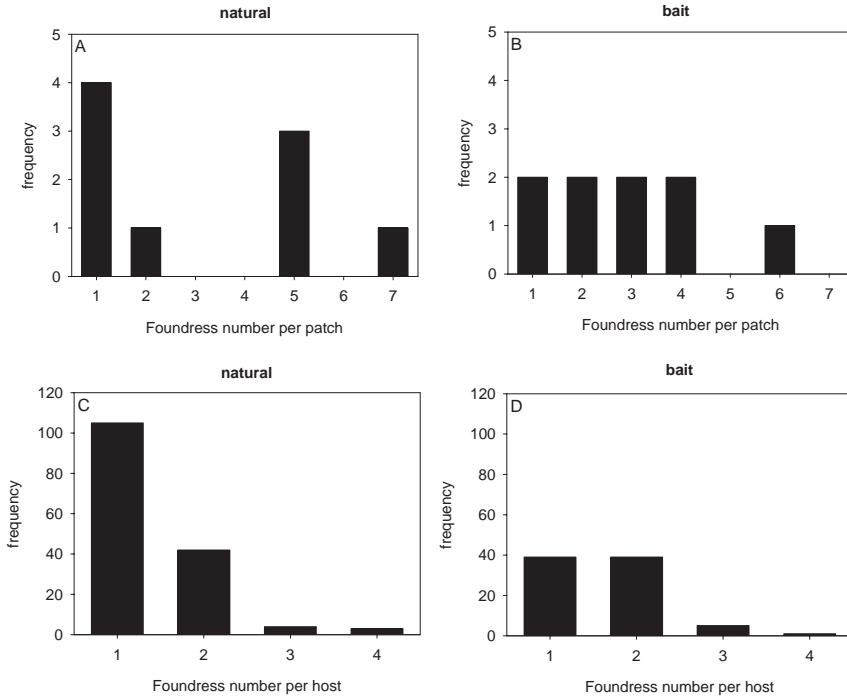 natural
A
5
4
3
2
1
0
frequency
1 2 3 4 5 6 7
Foundress number per patch
bait
B
5
4
3
2
1
0
frequency
1 2 3 4 5 6 7
Foundress number per patch
natural
C
120
100
80
60
40
20
0
frequency
1 2 3 4
Foundress number per host
bait
D
120
100
80
60
40
20
0
frequency
1 2 3 4
Foundress number per host